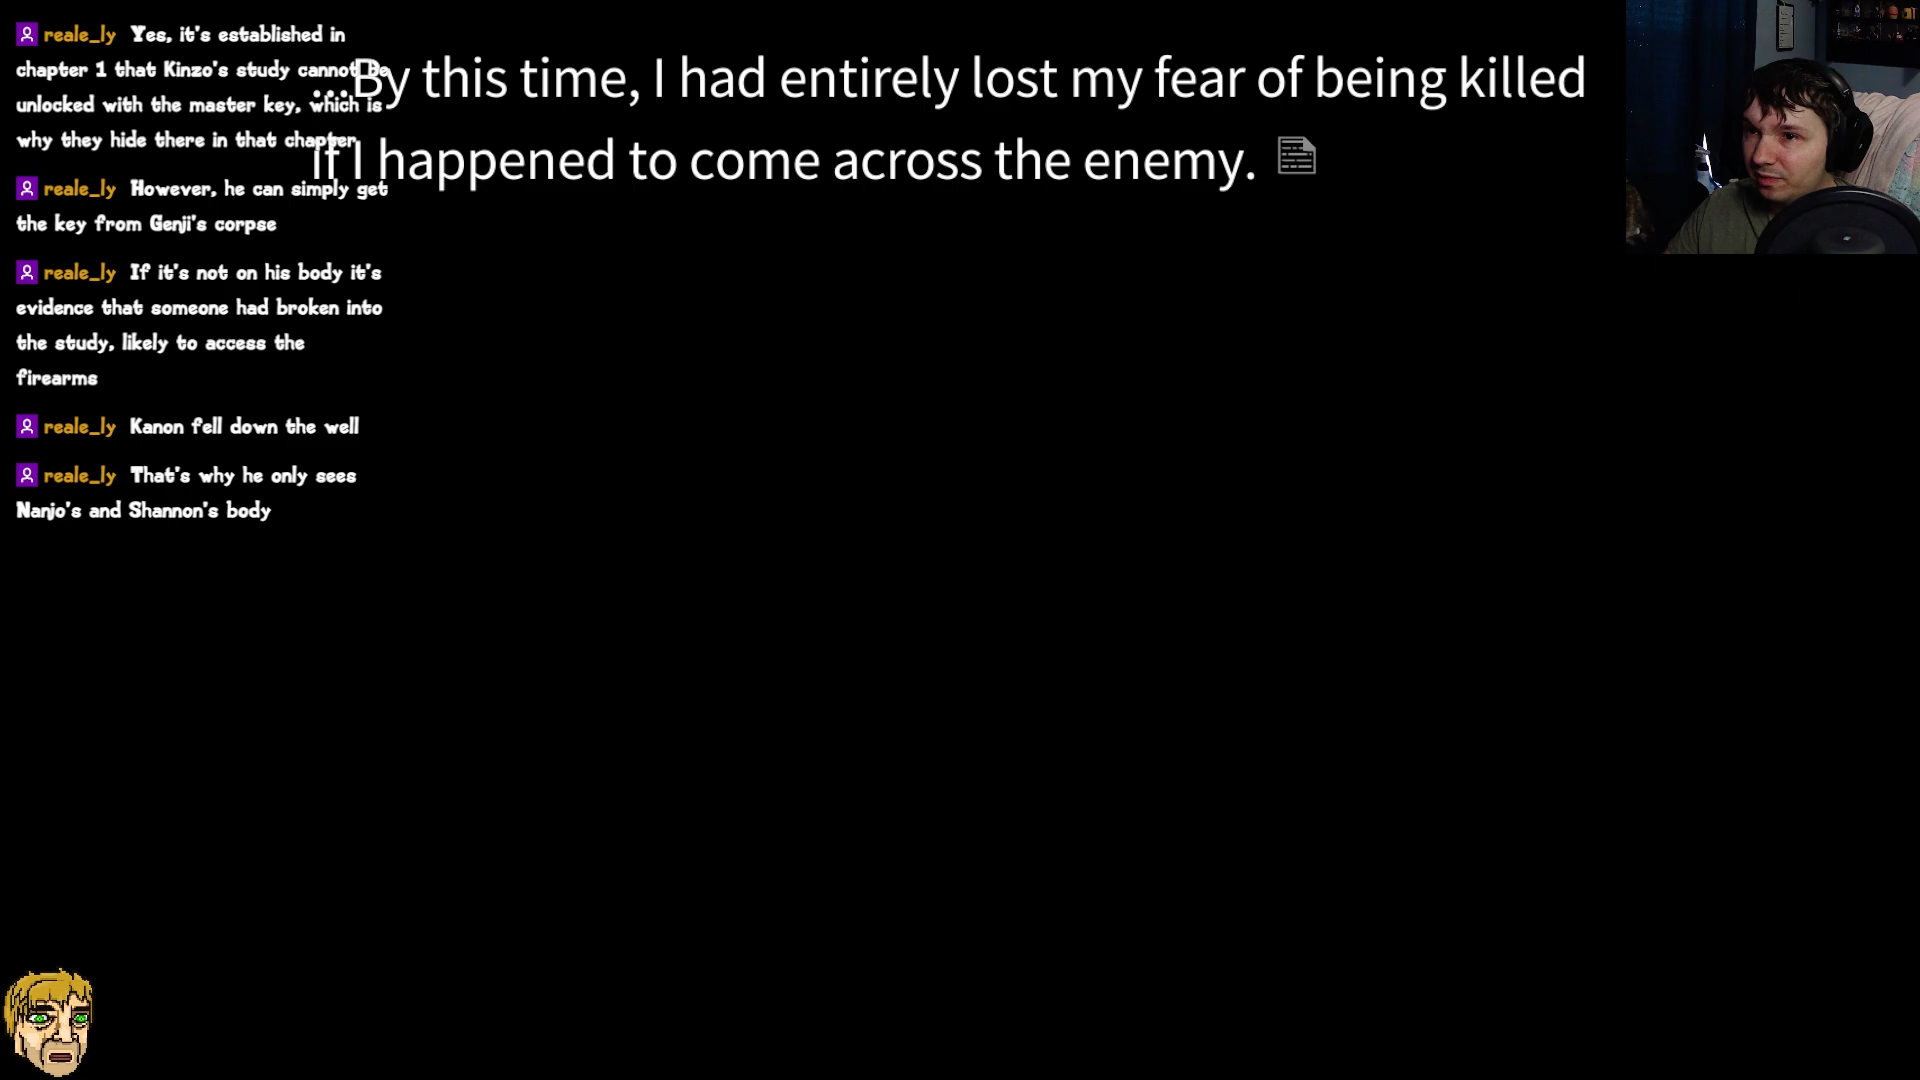 reale_ly Yes, it's established in
chapter 1 that Kinzo's study cannot be
unlocked with the master key, which is
why they hide there in that chapter
reale_ly However, he can simply get
the key from Genji's corpse
reale_ly If it's not on his body it's
evidence that someone had broken into
the study, likely to access the
firearms
reale_ly Kanon fell down the well
reale_ly That's why he only sees
Nanjo's and Shannon's body
...By this time, I had entirely lost my fear of being killed
if I happened to come across the enemy.